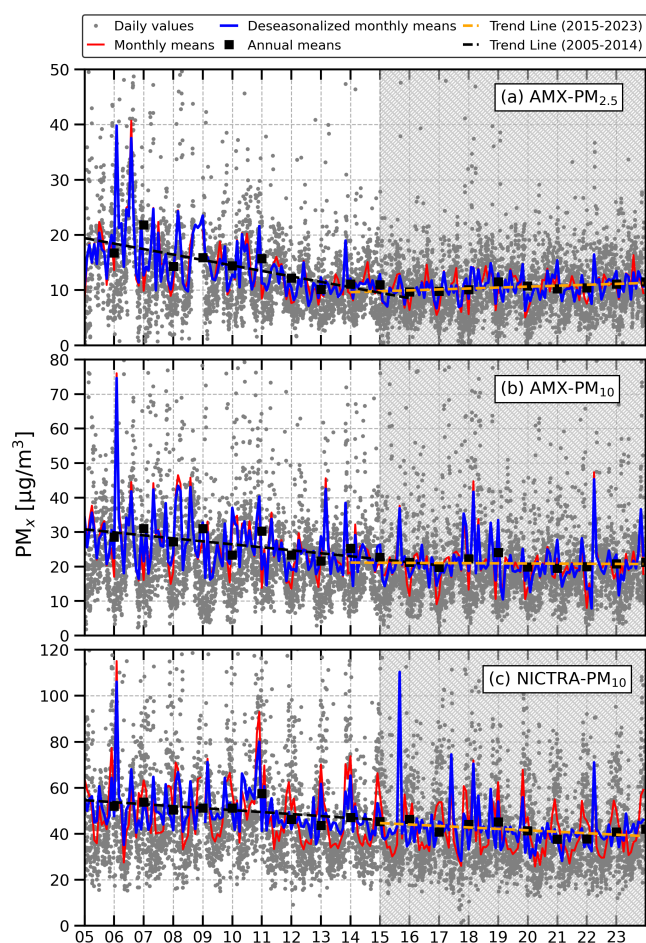 Daily values
Monthly means
Deseasonalized monthly means
Annual means
Trend Line (2015-2023)
Trend Line (2005-2014)
50
40
30
20
10
0
(a) AMX-PM2.5
80
70
60
50
40
30
20
10
0
(b) AMX-PM10
PMx [μg/m³]
120
100
80
60
40
20
0
(c) NICTRA-PM10
05 06 07 08 09 10 11 12 13 14 15 16 17 18 19 20 21 22 23